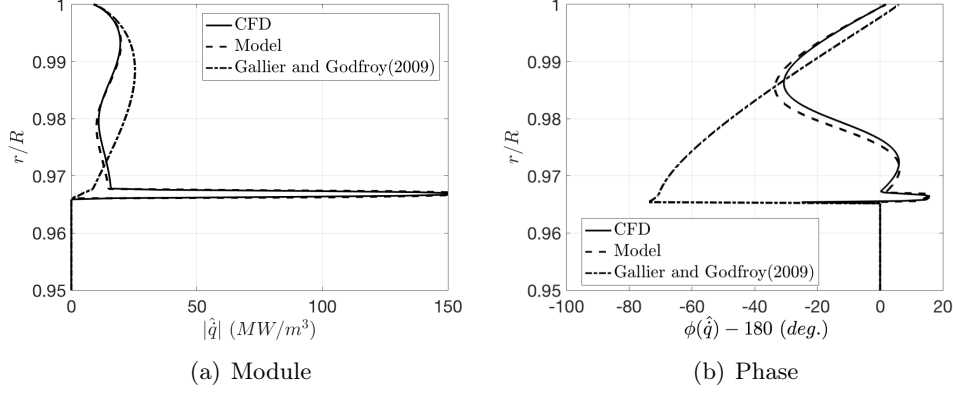 1
0.99
0.98
0.97
0.96
0.95
r/R
0
50
100
150
|q̂̇| (MW/m³)
CFD
Model
Gallier and Godfroy(2009)
(a) Module
1
0.99
0.98
0.97
0.96
0.95
r/R
CFD
Model
Gallier and Godfroy(2009)
-100
-80
-60
-40
-20
0
20
ϕ(q̂̇) − 180 (deg.)
(b) Phase